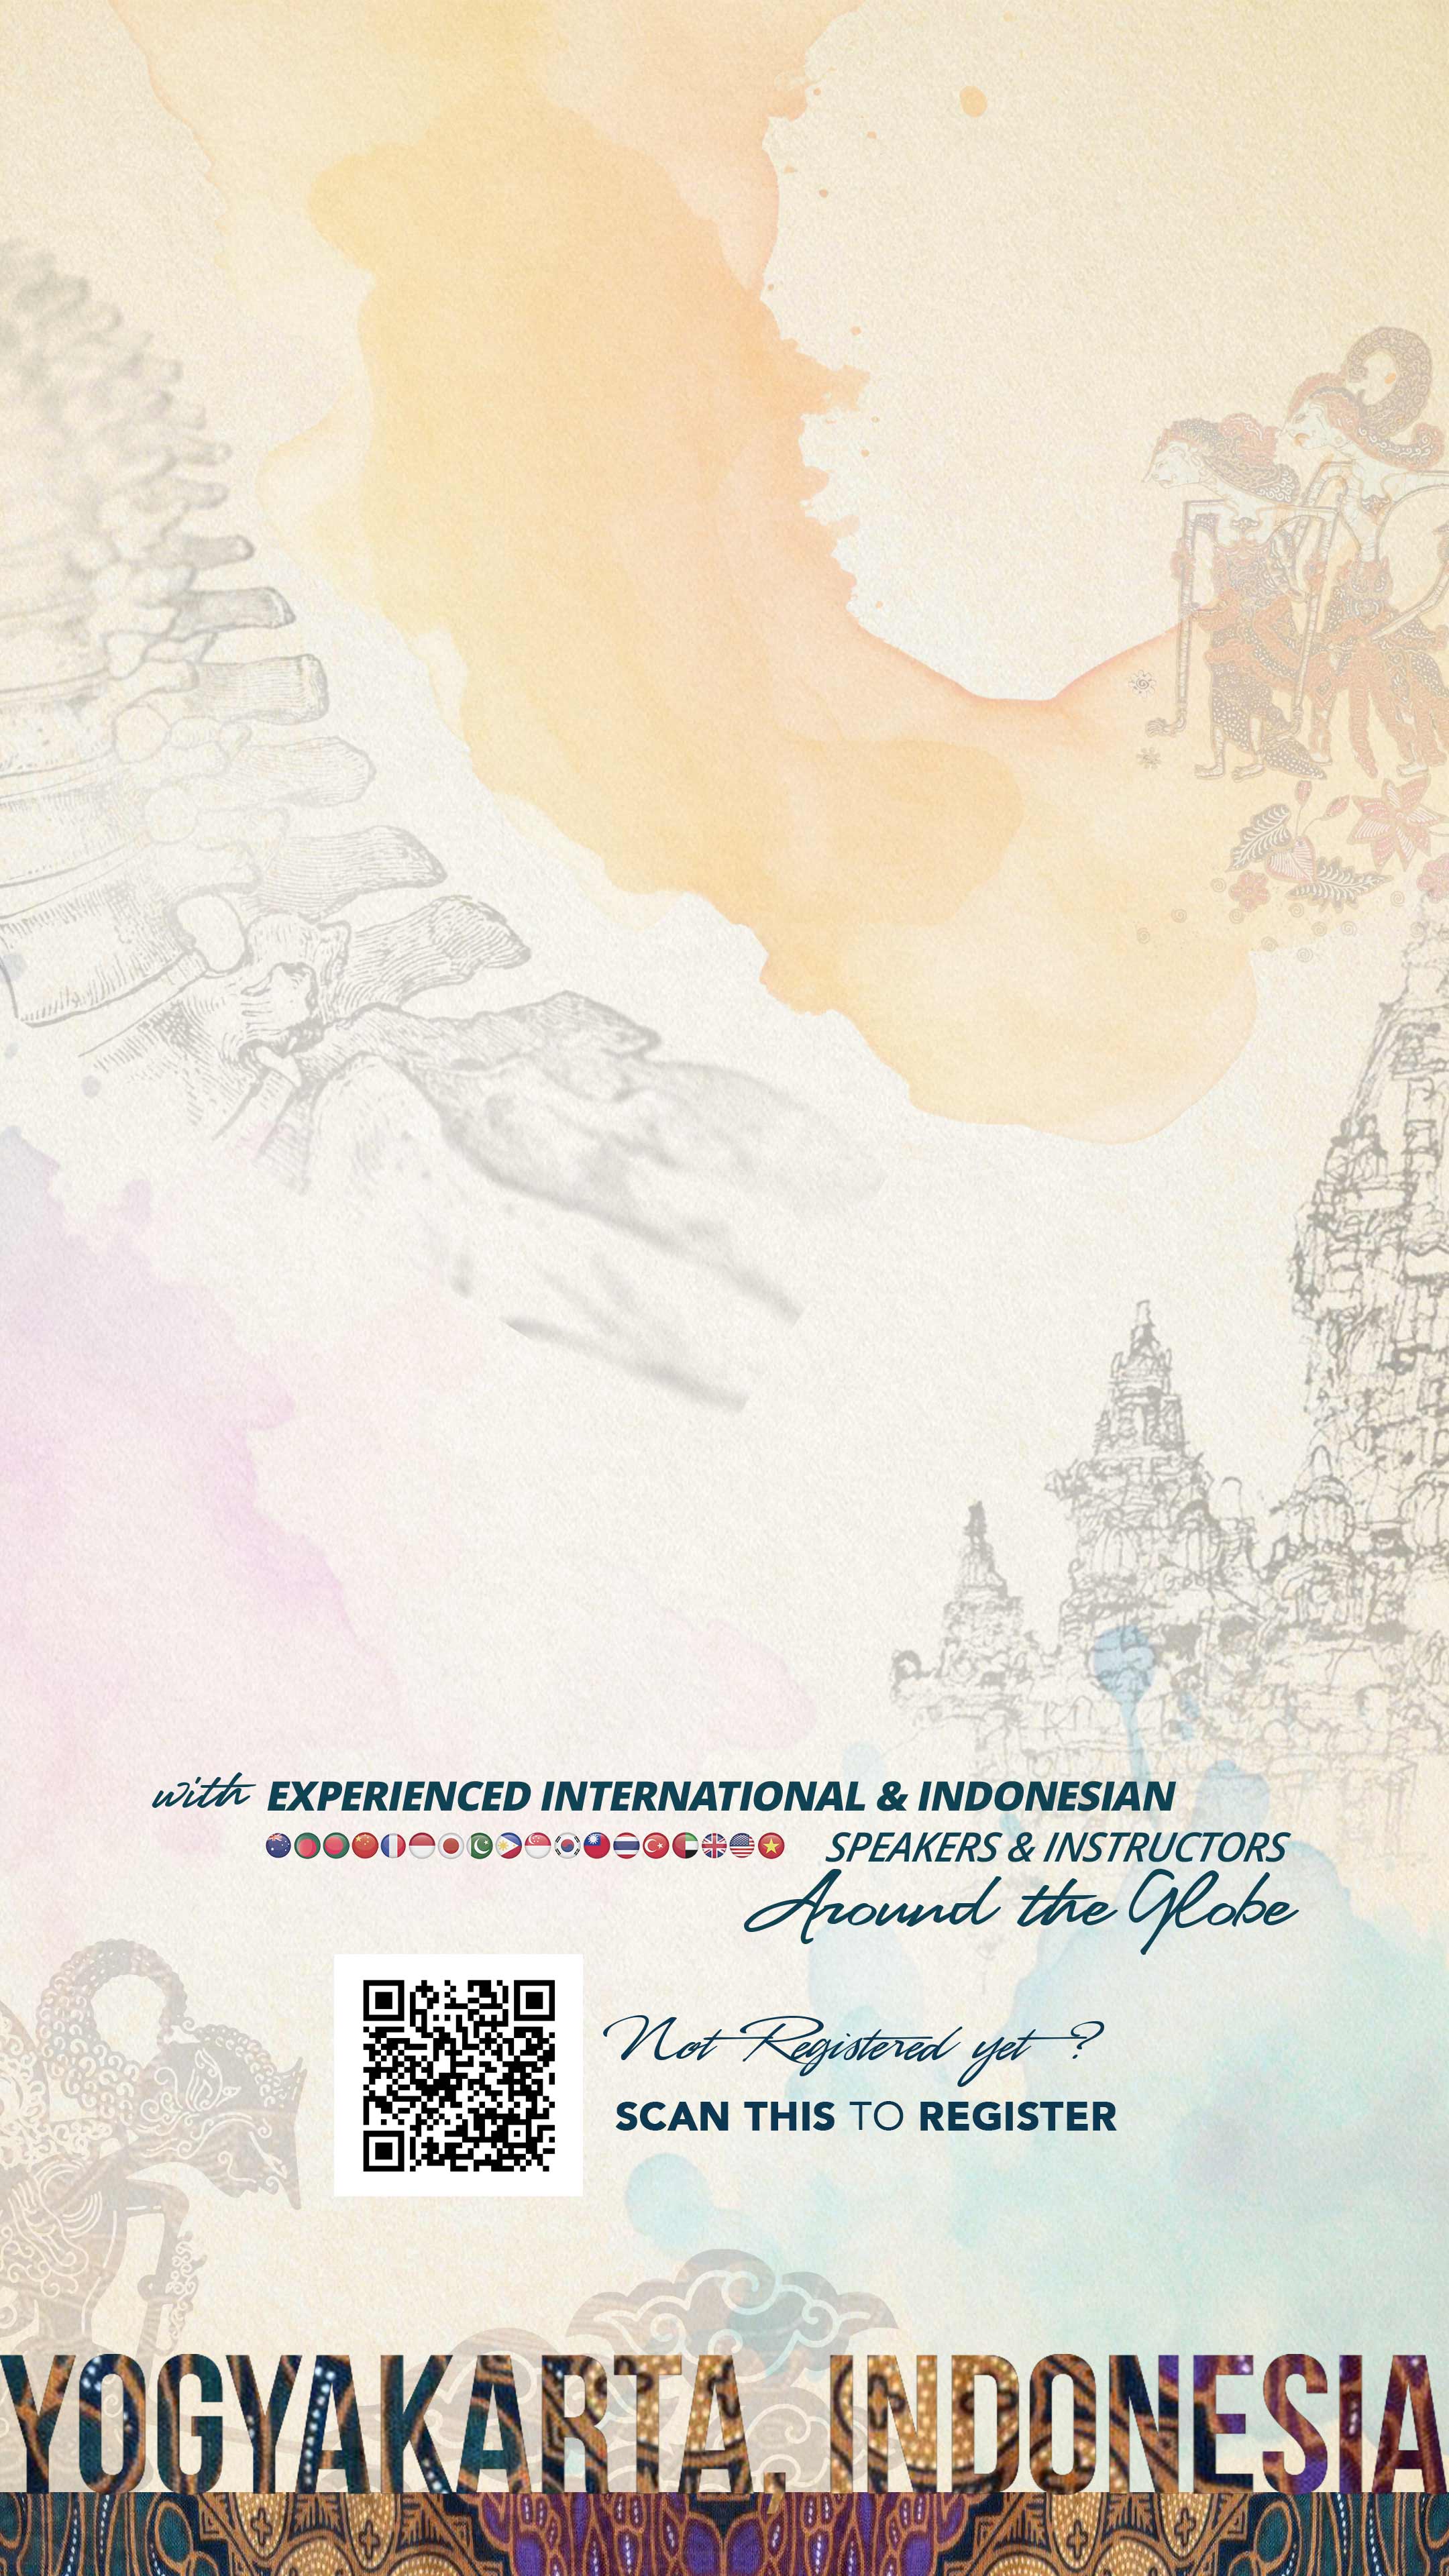 with EXPERIENCED INTERNATIONAL & INDONESIAN
SPEAKERS & INSTRUCTORS
Around the Globe
Not Registered yet ?
SCAN THIS TO REGISTER
YOGYAKARTA, INDONESIA